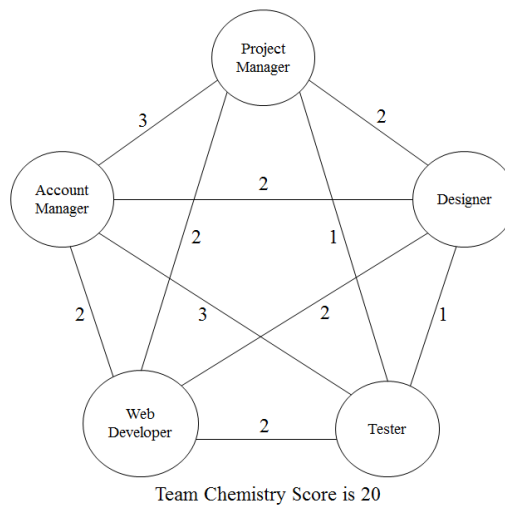 Project
Manager
3
2
Account
Manager
2
Designer
2
1
2
3
2
1
Web
Developer
2
Tester
Team Chemistry Score is 20